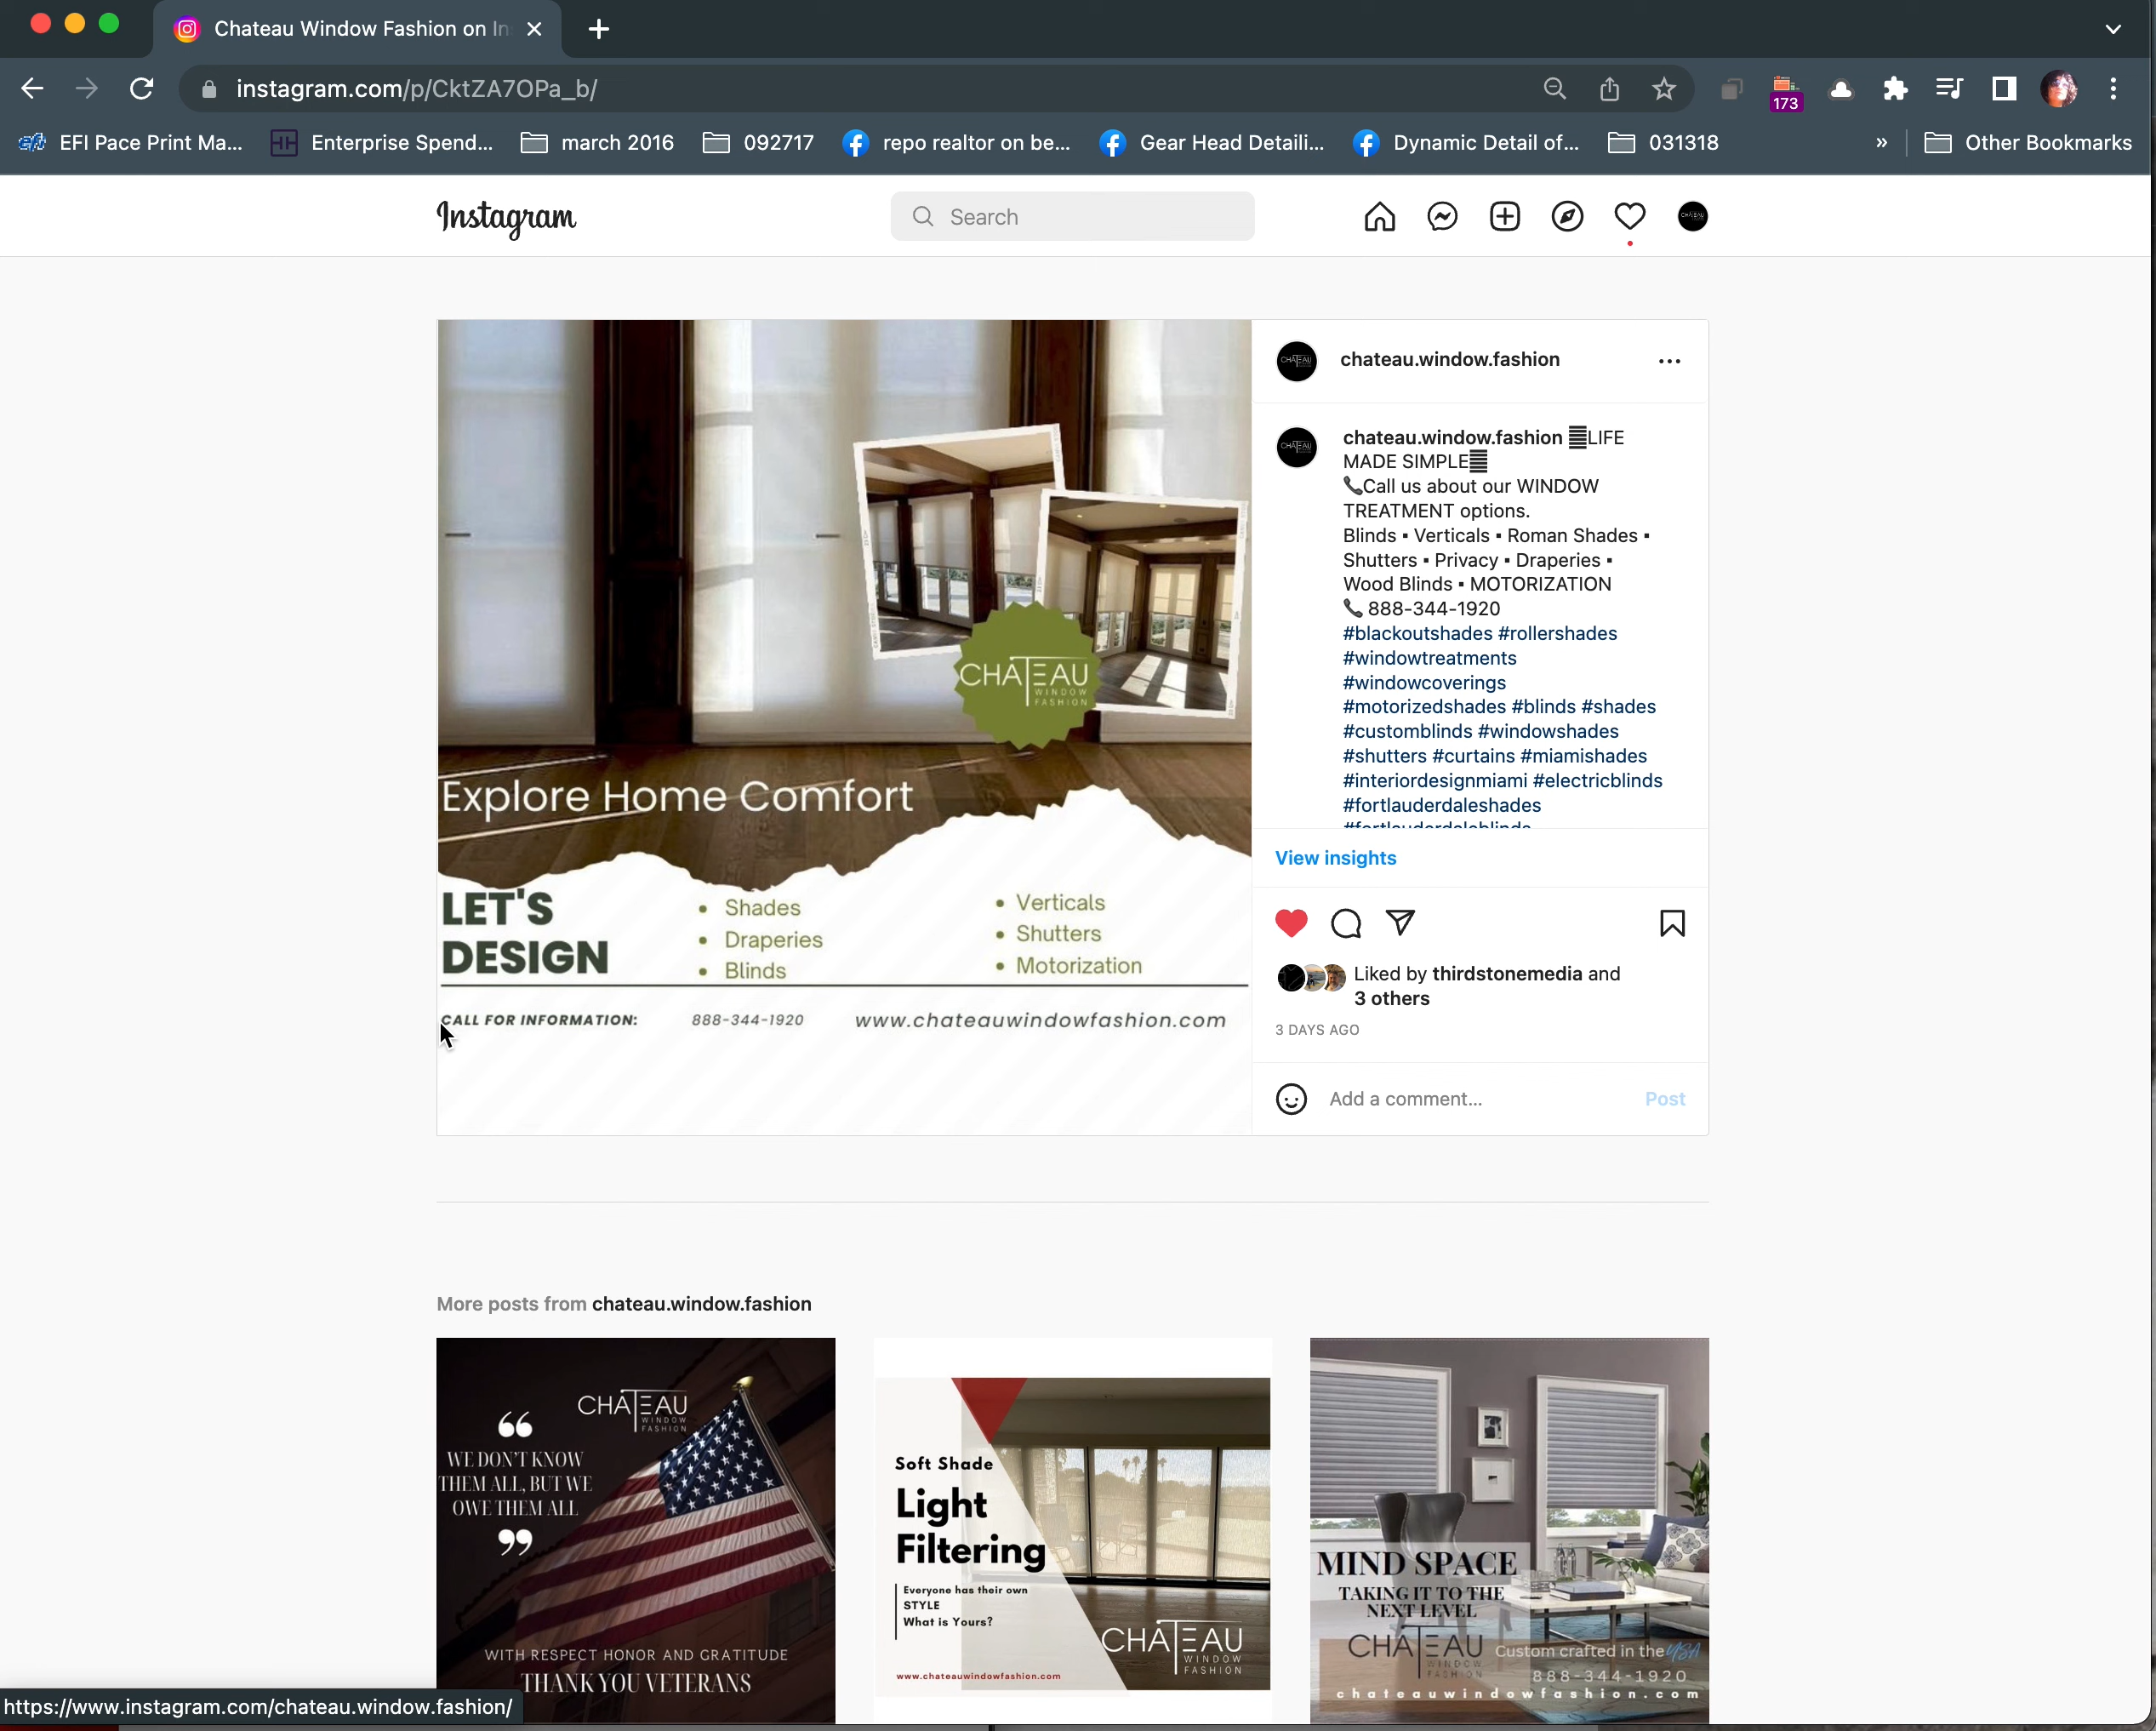 Chateau Window Fashion on In
instagram.com/p/CktZA7OPa_b/
173
EFI Pace Print Ma...
Enterprise Spend...
march 2016
092717
repo realtor on be...
Gear Head Detaili...
Dynamic Detail of...
031318
»
Other Bookmarks
Instagram
Search
CHATEAU
WINDOW
FASHION
Explore Home Comfort
LET'S
DESIGN
• Shades
• Draperies
• Blinds
• Verticals
• Shutters
• Motorization
CALL FOR INFORMATION: 888-344-1920 www.chateauwindowfashion.com
chateau.window.fashion
chateau.window.fashion LIFE
MADE SIMPLE
📞Call us about our WINDOW
TREATMENT options.
Blinds ▪ Verticals ▪ Roman Shades ▪
Shutters ▪ Privacy ▪ Draperies ▪
Wood Blinds ▪ MOTORIZATION
📞 888-344-1920
#blackoutshades #rollershades
#windowtreatments
#windowcoverings
#motorizedshades #blinds #shades
#customblinds #windowshades
#shutters #curtains #miamishades
#interiordesignmiami #electricblinds
#fortlauderdaleshades
#fortlauderdaleblinds
View insights
Liked by thirdstonemedia and
3 others
3 DAYS AGO
Add a comment...
Post
More posts from chateau.window.fashion
CHATEAU
WINDOW
FASHION
“
WE DON'T KNOW
THEM ALL, BUT WE
OWE THEM ALL
”
WITH RESPECT HONOR AND GRATITUDE
THANK YOU VETERANS
Soft Shade
Light
Filtering
Everyone has their own
STYLE
What is Yours?
CHATEAU
WINDOW
FASHION
www.chateauwindowfashion.com
MIND SPACE
TAKING IT TO THE
NEXT LEVEL
CHATEAU
WINDOW
FASHION
Custom crafted in the USA
888-344-1920
chateauwindowfashion.com
https://www.instagram.com/chateau.window.fashion/